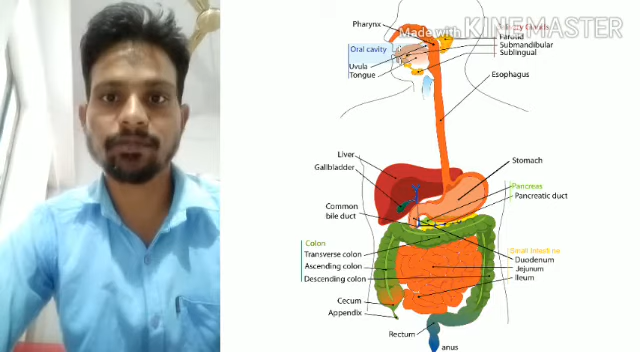 Made with KINEMASTER
Pharynx
Parotid
Submandibular
Sublingual
Oral cavity
Uvula
Tongue
Esophagus
Liver
Gallbladder
Stomach
Pancreas
Pancreatic duct
Common
bile duct
Colon
Transverse colon
Ascending colon
Descending colon
Small Intestine
Duodenum
Jejunum
Ileum
Cecum
Appendix
Rectum
anus